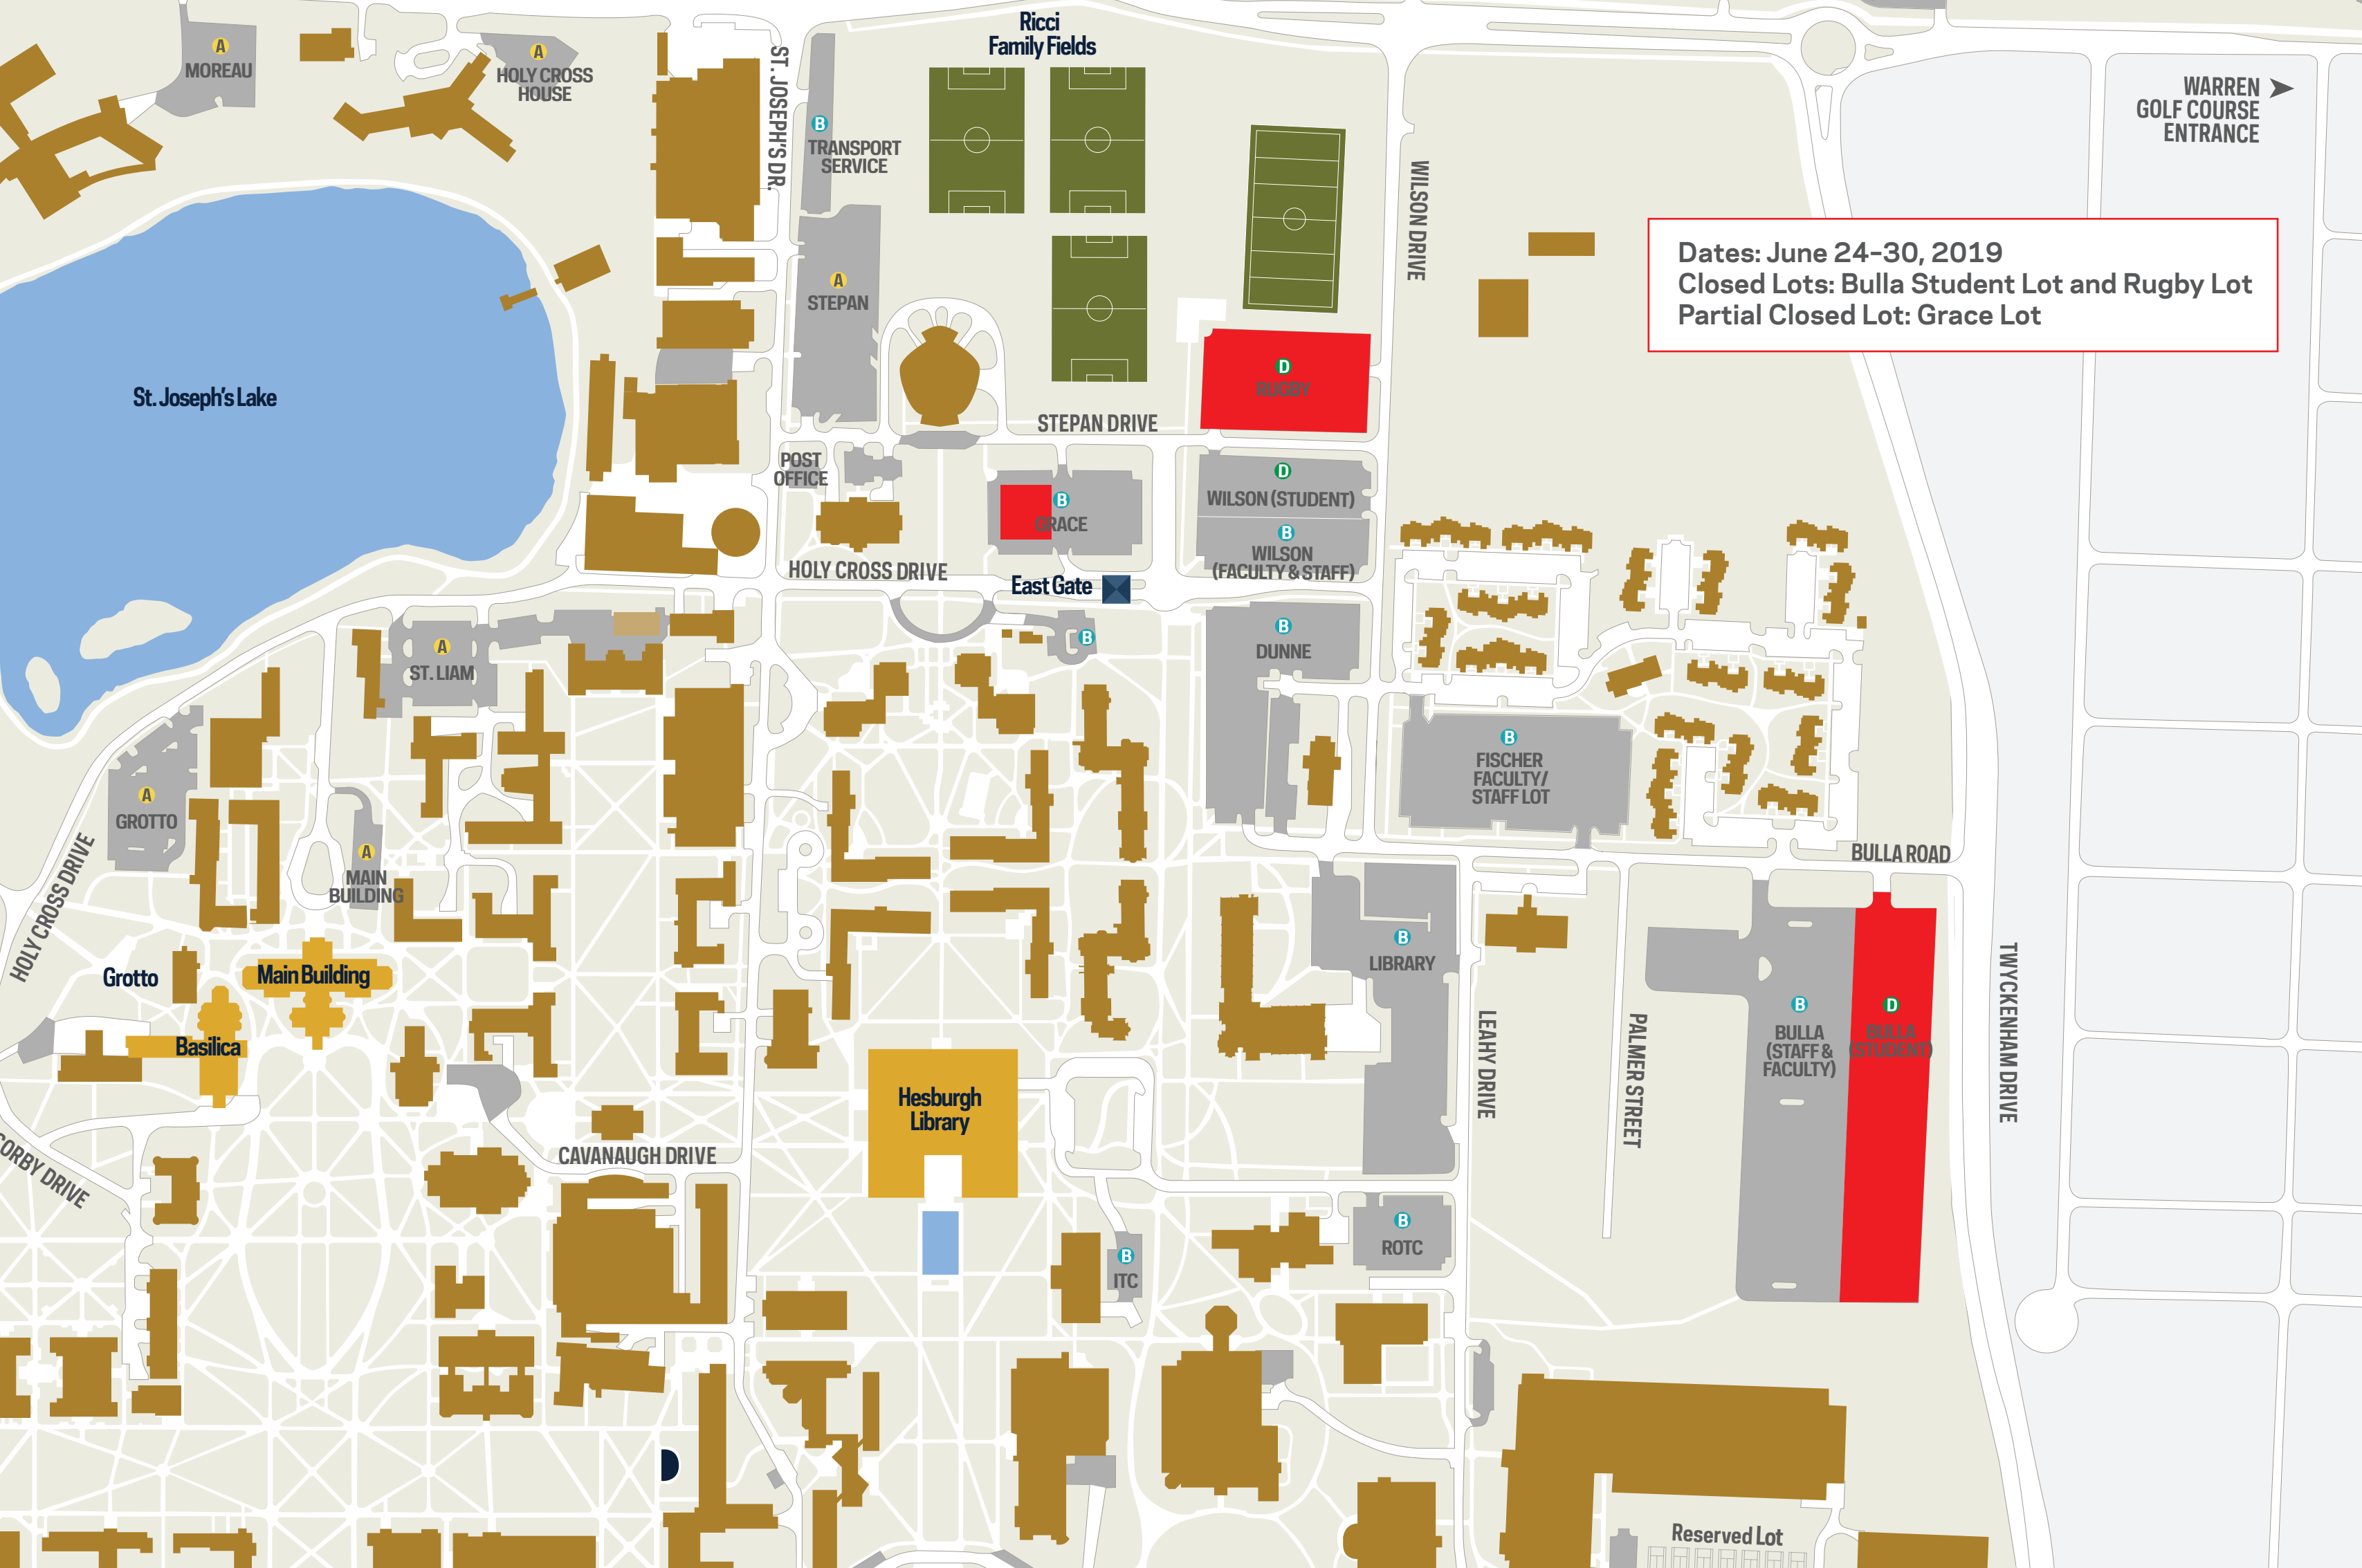 Ricci
Family Fields
A
MOREAU
A
HOLY CROSS
HOUSE
ST. JOSEPH'S DR.
B
TRANSPORT
SERVICE
WILSON DRIVE
WARREN
GOLF COURSE
ENTRANCE
Dates: June 24-30, 2019
Closed Lots: Bulla Student Lot and Rugby Lot
Partial Closed Lot: Grace Lot
A
STEPAN
St. Joseph's Lake
D
RUGBY
STEPAN DRIVE
POST
OFFICE
B
GRACE
D
WILSON (STUDENT)
B
WILSON
(FACULTY & STAFF)
HOLY CROSS DRIVE
East Gate
B
B
DUNNE
A
ST. LIAM
B
FISCHER
FACULTY/
STAFF LOT
A
GROTTO
A
MAIN
BUILDING
HOLY CROSS DRIVE
BULLA ROAD
B
LIBRARY
Grotto
Main Building
Basilica
B
BULLA
(STAFF &
FACULTY)
D
BULLA
(STUDENT)
TWYCKENHAM DRIVE
LEAHY DRIVE
PALMER STREET
Hesburgh
Library
CORBY DRIVE
CAVANAUGH DRIVE
B
ROTC
B
ITC
Reserved Lot